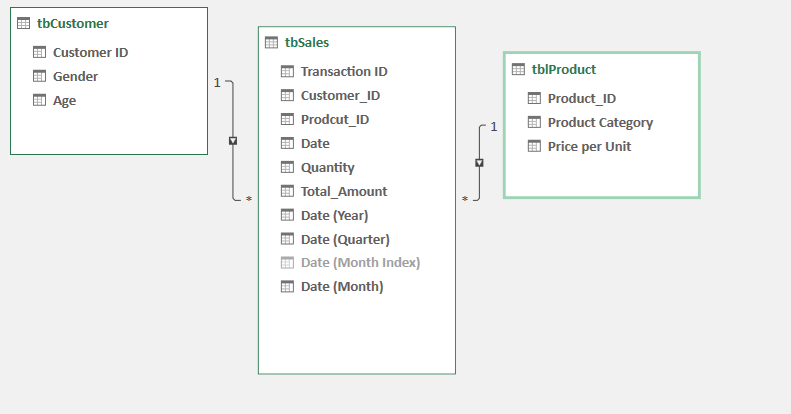 tbCustomer
Customer ID
Gender
Age
1
*
tbSales
Transaction ID
Customer_ID
Prodcut_ID
Date
Quantity
Total_Amount
Date (Year)
Date (Quarter)
Date (Month Index)
Date (Month)
*
1
tblProduct
Product_ID
Product Category
Price per Unit